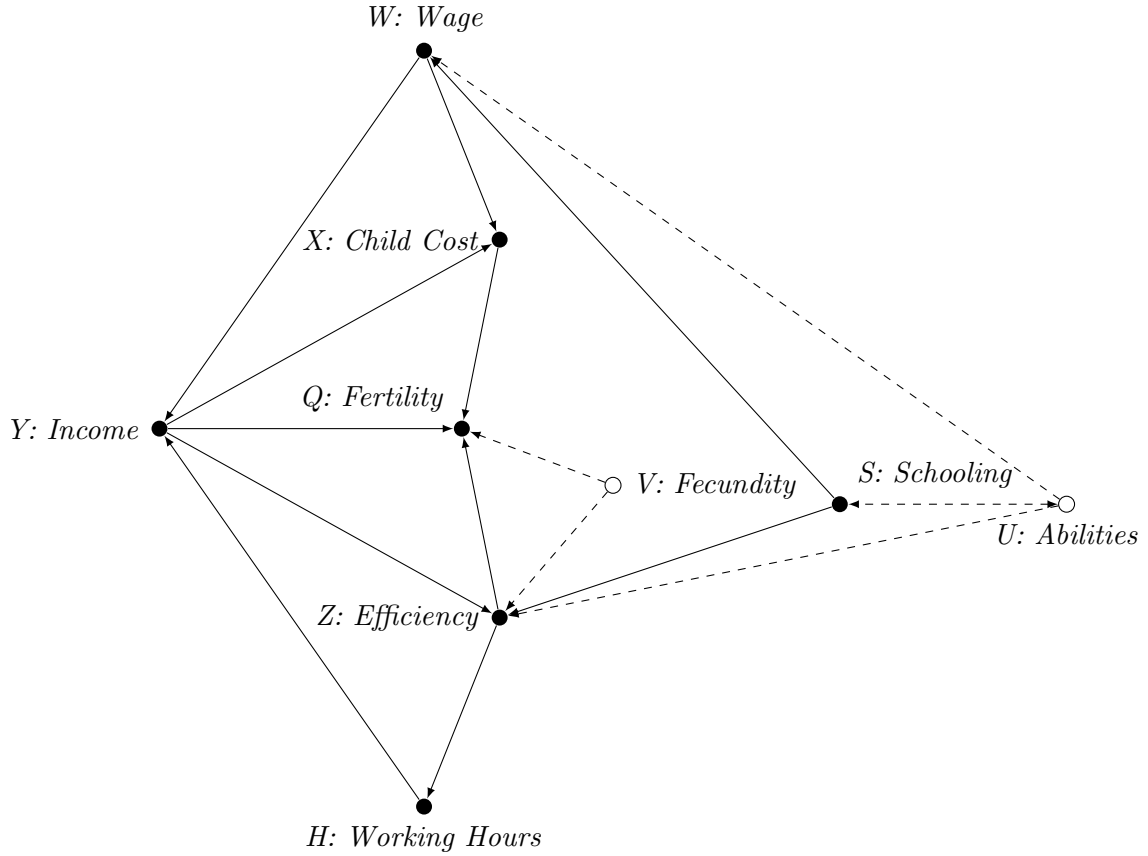 W: Wage
X: Child Cost
Q: Fertility
Y: Income
S: Schooling
V: Fecundity
U: Abilities
Z: Efficiency
H: Working Hours